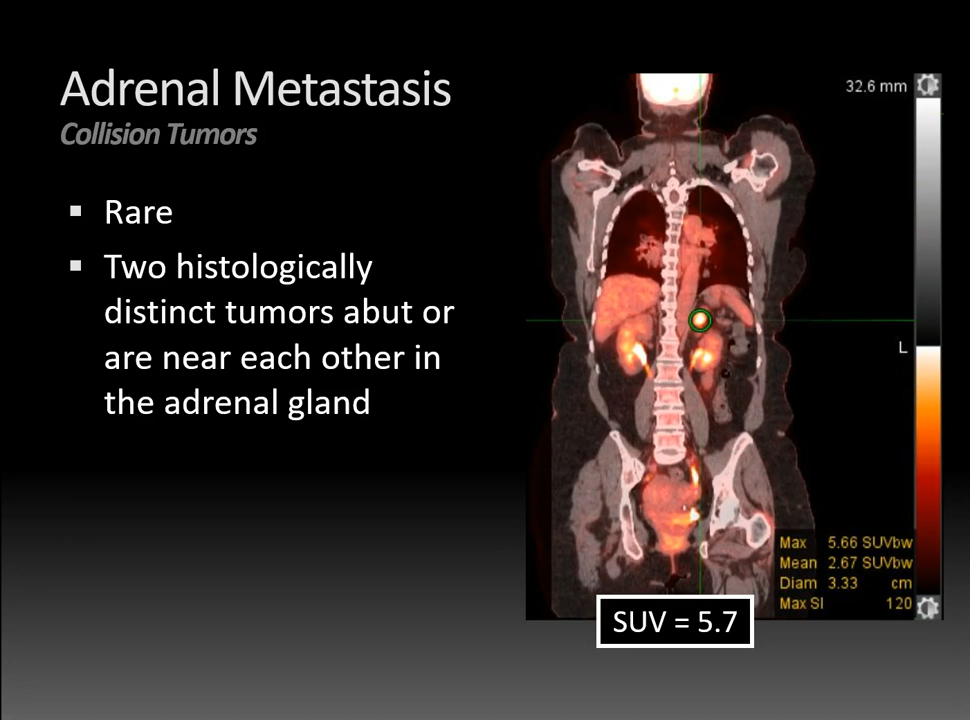 Adrenal Metastasis
Collision Tumors
▪ Rare
▪ Two histologically
distinct tumors abut or
are near each other in
the adrenal gland
32.6 mm
L
Max 5.66 SUVbw
Mean 2.67 SUVbw
Diam 3.33 cm
Max SI 120
SUV = 5.7